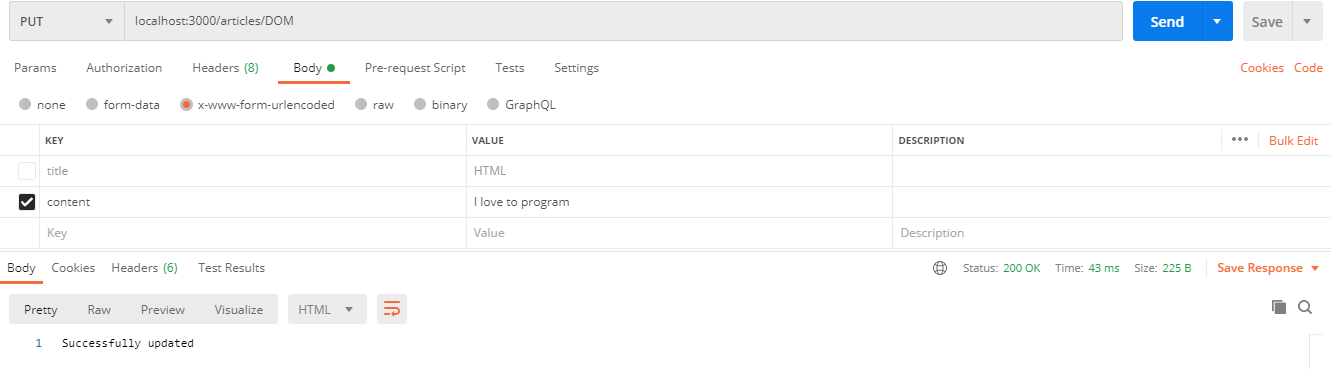 PUT localhost:3000/articles/DOM Send Save
Params Authorization Headers (8) Body Pre-request Script Tests Settings Cookies Code
none form-data x-www-form-urlencoded raw binary GraphQL
KEY VALUE DESCRIPTION ••• Bulk Edit
title HTML
content I love to program
Key Value Description
Body Cookies Headers (6) Test Results Status: 200 OK Time: 43 ms Size: 225 B Save Response
Pretty Raw Preview Visualize HTML
1 Successfully updated